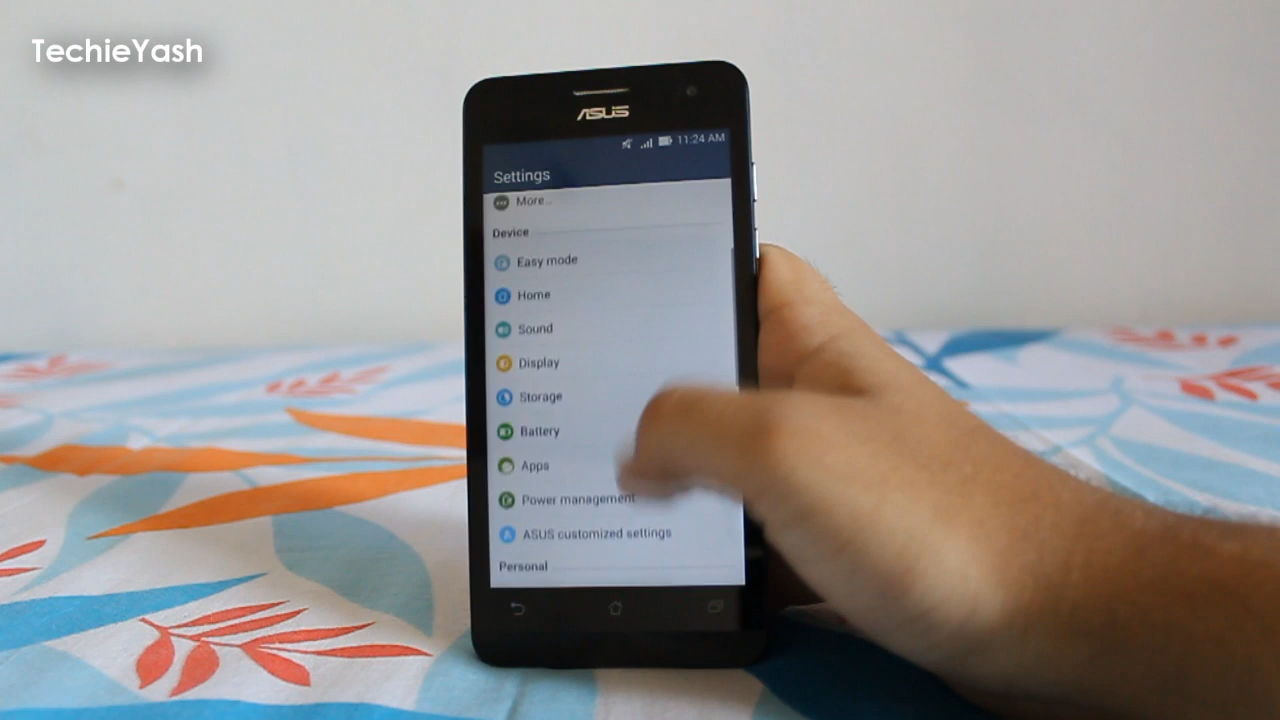 TechieYash
ASUS
11:24 AM
Settings
More...
Device
Easy mode
Home
Sound
Display
Storage
Battery
Apps
Power management
ASUS customized settings
Personal